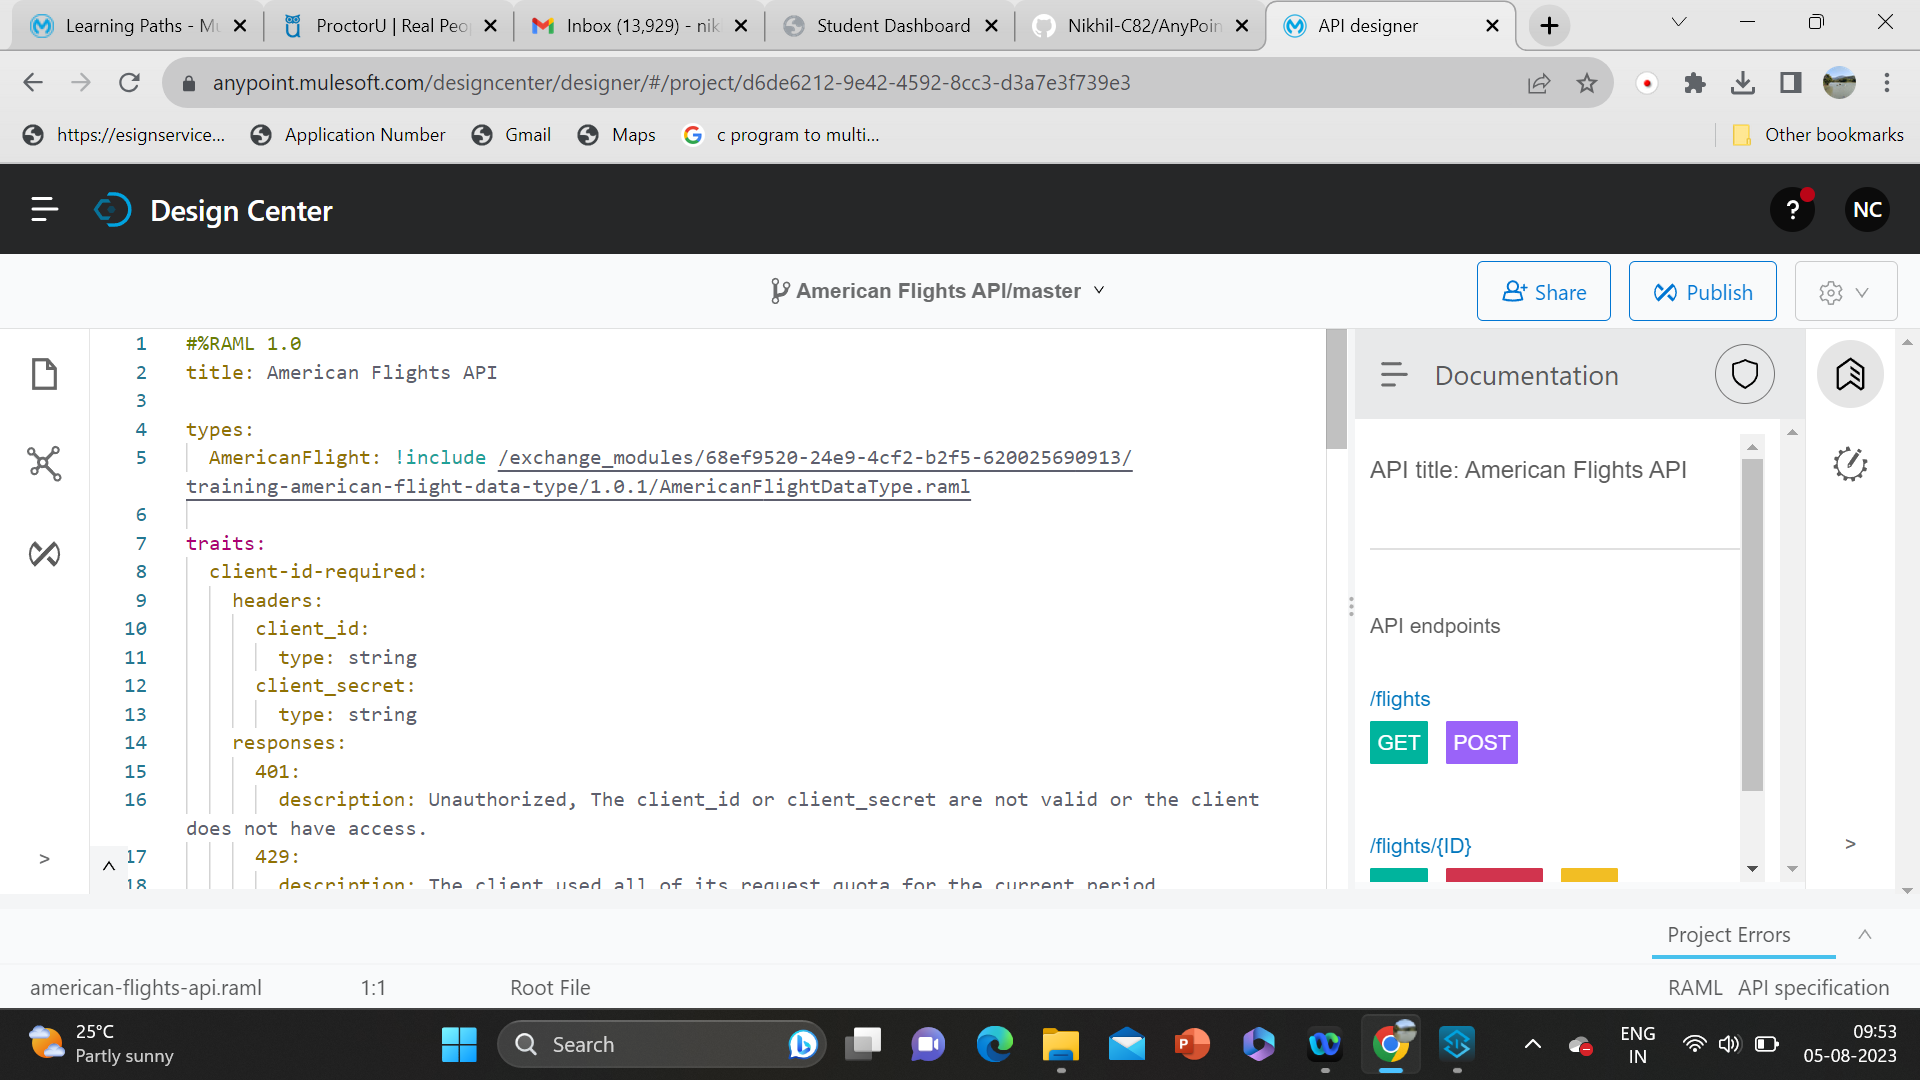 Learning Paths - Mu
ProctorU | Real Peop
Inbox (13,929) - nik
Student Dashboard
Nikhil-C82/AnyPoin
API designer
anypoint.mulesoft.com/designcenter/designer/#/project/d6de6212-9e42-4592-8cc3-d3a7e3f739e3
https://esignservice...
Application Number
Gmail
Maps
c program to multi...
Other bookmarks
Design Center
?
NC
American Flights API/master
Share
Publish
1 #%RAML 1.0
2 title: American Flights API
3
4 types:
5 AmericanFlight: !include /exchange_modules/68ef9520-24e9-4cf2-b2f5-620025690913/
training-american-flight-data-type/1.0.1/AmericanFlightDataType.raml
6
7 traits:
8 client-id-required:
9 headers:
10 client_id:
11 type: string
12 client_secret:
13 type: string
14 responses:
15 401:
16 description: Unauthorized, The client_id or client_secret are not valid or the client
does not have access.
17 429:
18 description: The client used all of its request quota for the current period.
Documentation
API title: American Flights API
API endpoints
/flights
GET POST
/flights/{ID}
Project Errors
american-flights-api.raml
1:1
Root File
RAML API specification
25°C
Partly sunny
Search
ENG
IN
09:53
05-08-2023